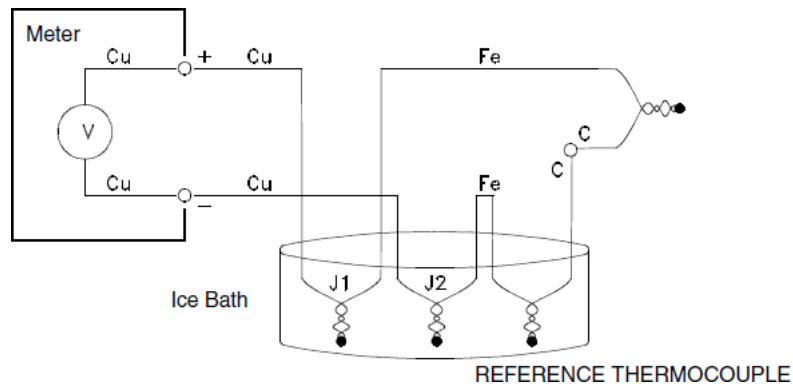 Meter
Cu + Cu Fe
V
C
C
Cu Cu Fe
−
J1 J2
Ice Bath
REFERENCE THERMOCOUPLE